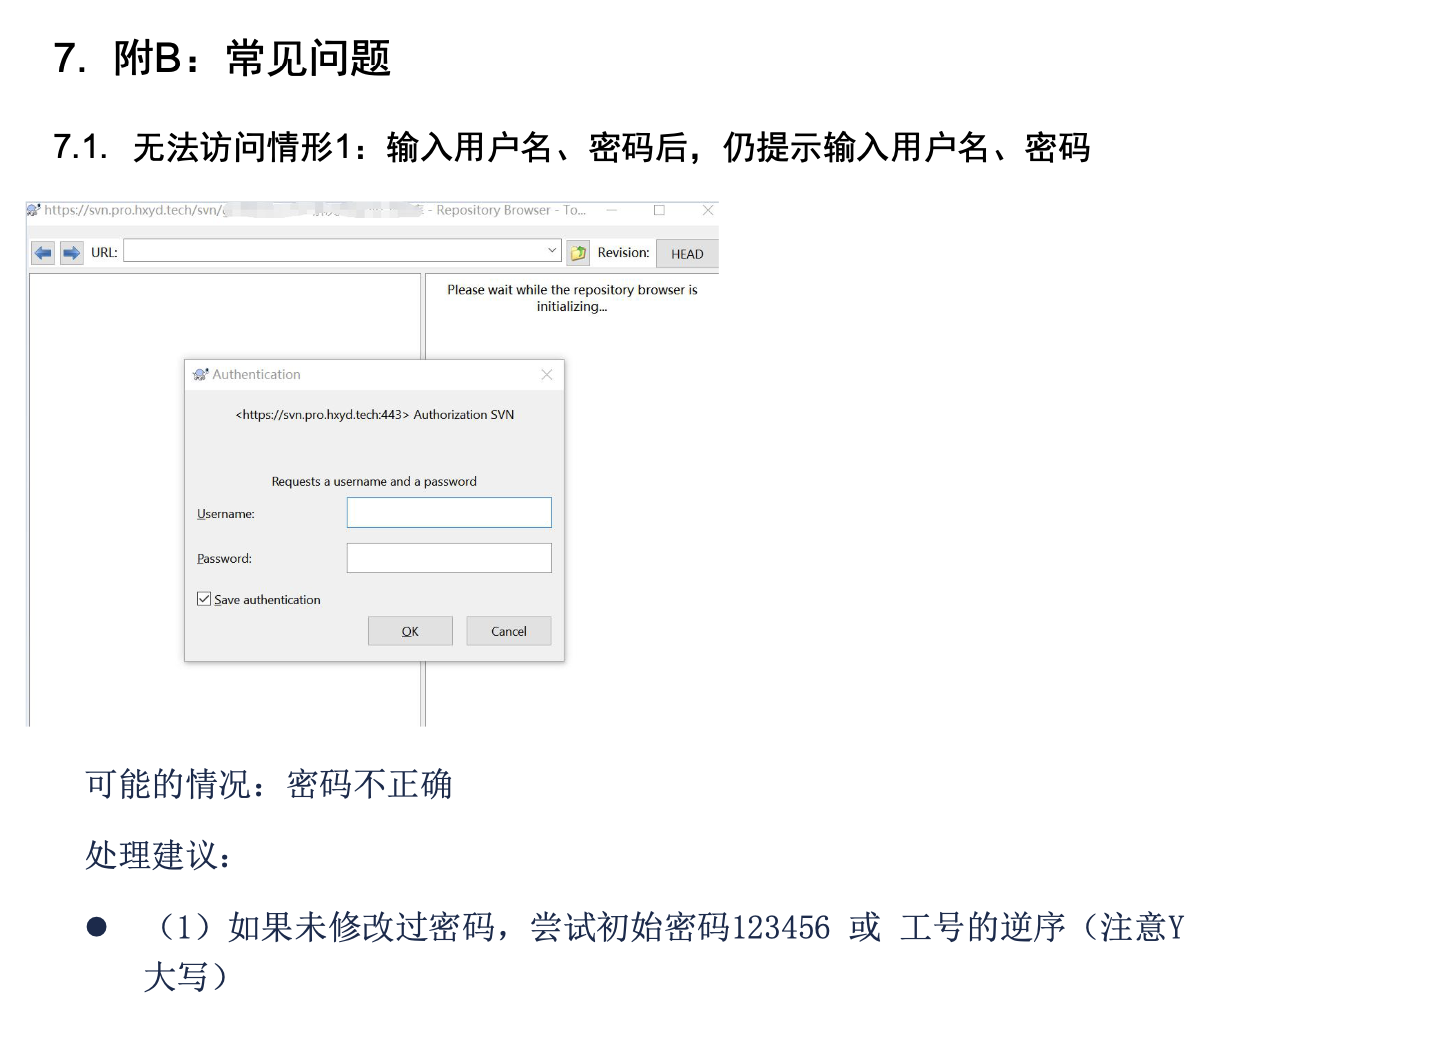 7. 附B：常见问题
7.1. 无法访问情形1：输入用户名、密码后，仍提示输入用户名、密码
https://svn.pro.hxyd.tech/svn/ - Repository Browser - To...
URL:
Revision:
HEAD
Please wait while the repository browser is
initializing...
Authentication
<https://svn.pro.hxyd.tech:443> Authorization SVN
Requests a username and a password
Username:
Password:
Save authentication
OK
Cancel
可能的情况：密码不正确
处理建议：
● （1）如果未修改过密码，尝试初始密码123456 或 工号的逆序（注意Y
大写）